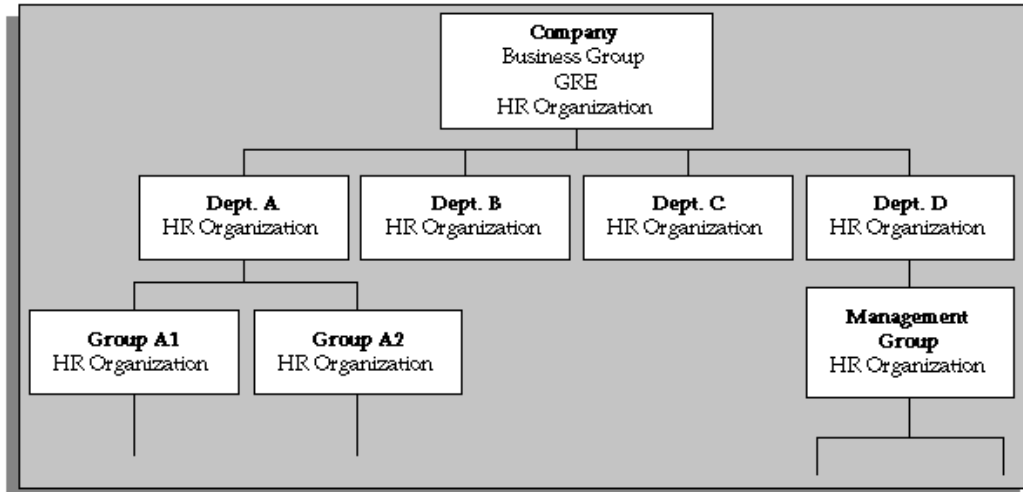 Company
Business Group
GRE
HR Organization
Dept. A
HR Organization
Dept. B
HR Organization
Dept. C
HR Organization
Dept. D
HR Organization
Group A1
HR Organization
Group A2
HR Organization
Management
Group
HR Organization